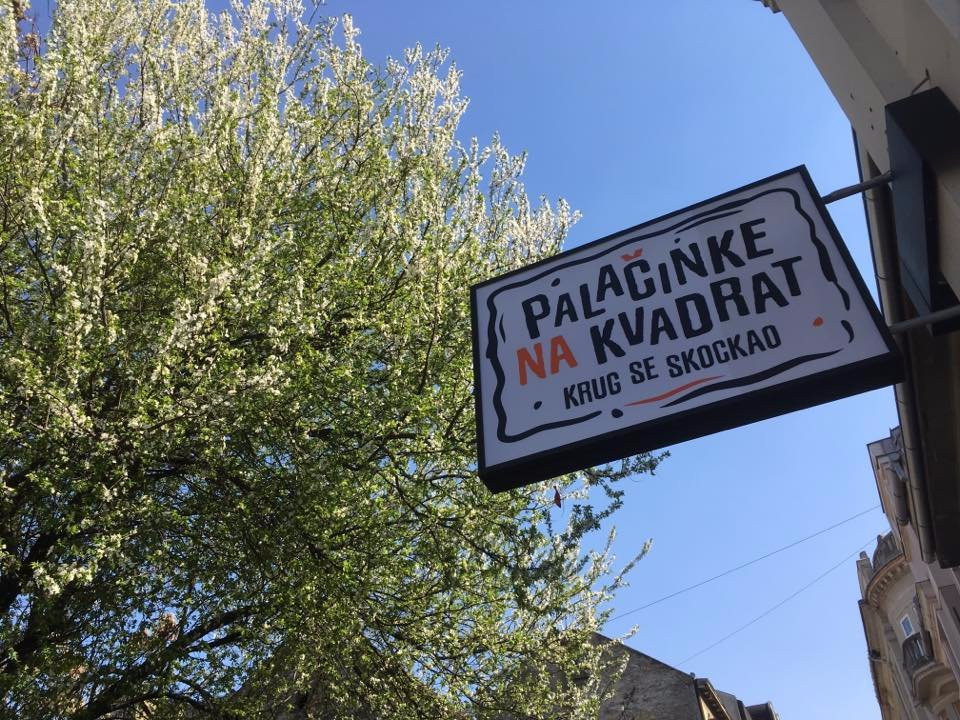 PALAČINKE
NA KVADRAT
KRUG SE SKOCKAO